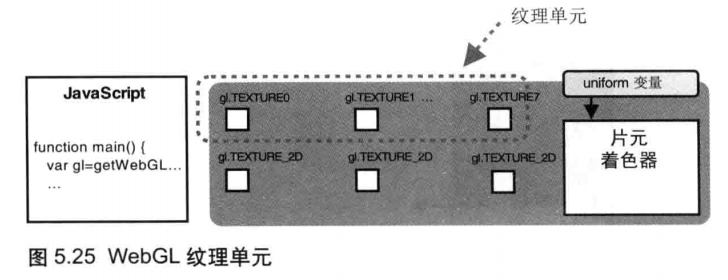 纹理单元
JavaScript
function main() {
var gl=getWebGL...
...
gl.TEXTURE0
gl.TEXTURE1 ...
gl.TEXTURE7
gl.TEXTURE_2D
gl.TEXTURE_2D
gl.TEXTURE_2D
uniform 变量
片元
着色器
图 5.25 WebGL 纹理单元